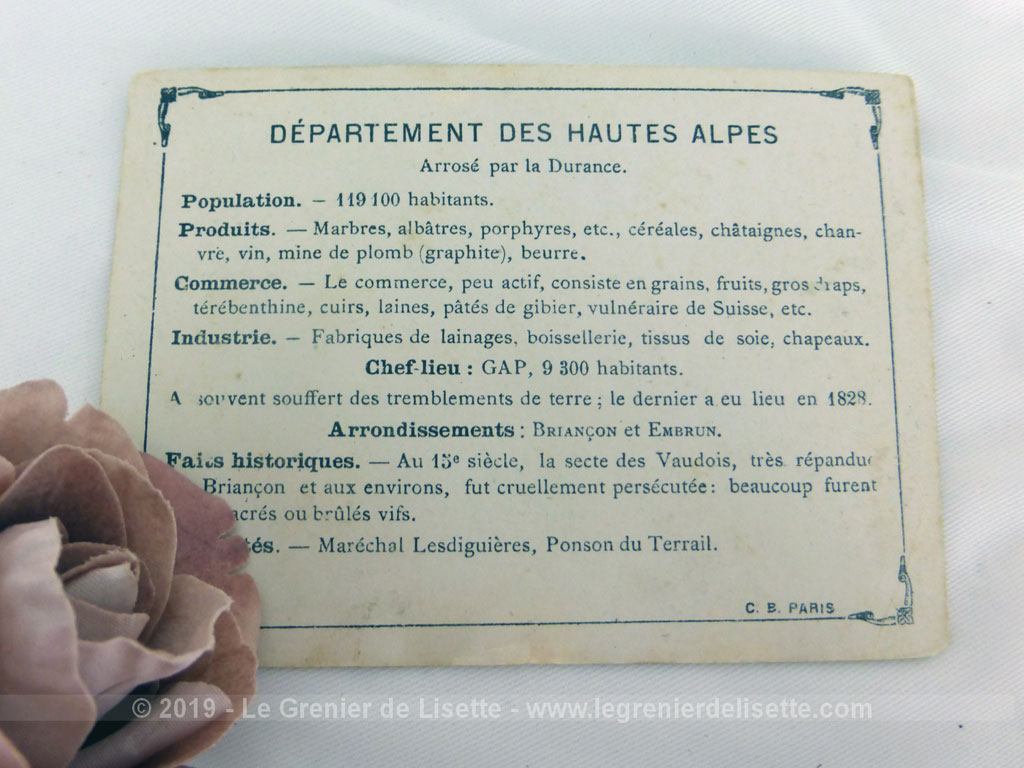 DÉPARTEMENT DES HAUTES ALPES
Arrosé par la Durance.
Population. — 119 100 habitants.
Produits. — Marbres, albâtres, porphyres, etc., céréales, châtaignes, chan-
vre, vin, mine de plomb (graphite), beurre.
Commerce. — Le commerce, peu actif, consiste en grains, fruits, gros draps,
térébenthine, cuirs, laines, pâtés de gibier, vulnéraire de Suisse, etc.
Industrie. — Fabriques de lainages, boissellerie, tissus de soie, chapeaux.
Chef-lieu : GAP, 9 300 habitants.
A souvent souffert des tremblements de terre ; le dernier a eu lieu en 1828.
Arrondissements : BRIANÇON et EMBRUN.
Faits historiques. — Au 15e siècle, la secte des Vaudois, très répandue
Briançon et aux environs, fut cruellement persécutée : beaucoup furent
ou brûlés vifs.
— Maréchal Lesdiguières, Ponson du Terrail.
C. B. PARIS
© 2019 - Le Grenier de Lisette - www.legrenierdelisette.com